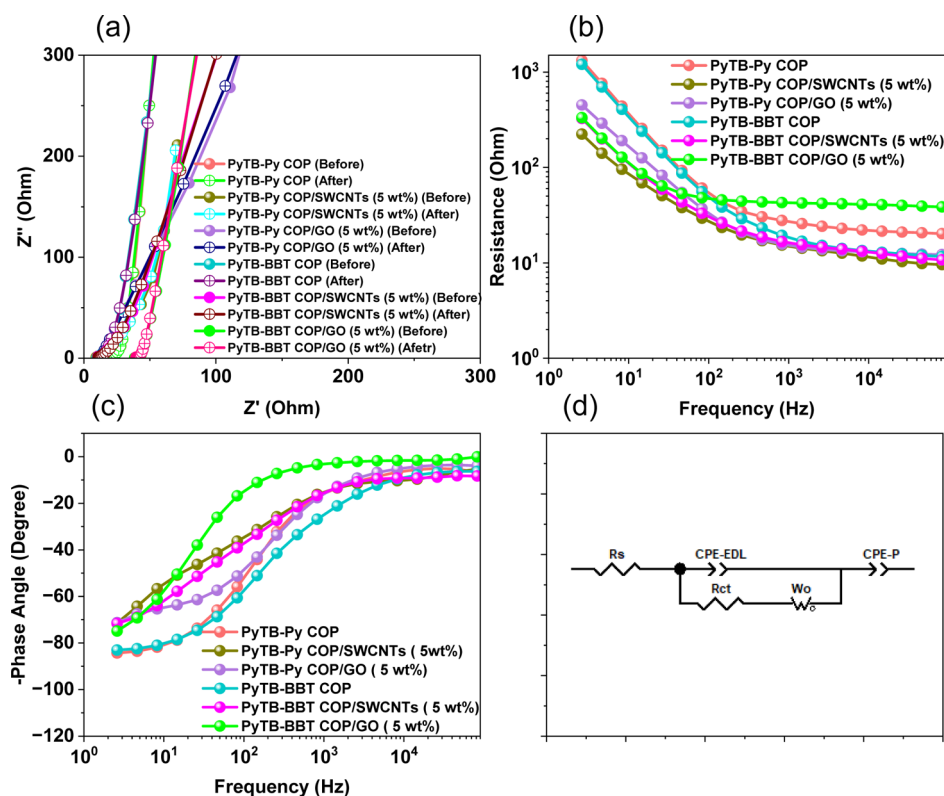 (a)
300
200
100
0
Z'' (Ohm)
PyTB-Py COP (Before)
PyTB-Py COP (After)
PyTB-Py COP/SWCNTs (5 wt%) (Before)
PyTB-Py COP/SWCNTs (5 wt%) (After)
PyTB-Py COP/GO (5 wt%) (Before)
PyTB-Py COP/GO (5 wt%) (After)
PyTB-BBT COP (Before)
PyTB-BBT COP (After)
PyTB-BBT COP/SWCNTs (5 wt%) (Before)
PyTB-BBT COP/SWCNTs (5 wt%) (After)
PyTB-BBT COP/GO (5 wt%) (Before)
PyTB-BBT COP/GO (5 wt%) (Afetr)
0 100 200 300
Z' (Ohm)
(b)
10³
10²
10¹
10⁰
Resistance (Ohm)
PyTB-Py COP
PyTB-Py COP/SWCNTs (5 wt%)
PyTB-Py COP/GO (5 wt%)
PyTB-BBT COP
PyTB-BBT COP/SWCNTs (5 wt%)
PyTB-BBT COP/GO (5 wt%)
10⁰ 10¹ 10² 10³ 10⁴
Frequency (Hz)
(c)
0
−20
−40
−60
−80
−100
−120
-Phase Angle (Degree)
PyTB-Py COP
PyTB-Py COP/SWCNTs ( 5wt%)
PyTB-Py COP/GO ( 5 wt%)
PyTB-BBT COP
PyTB-BBT COP/SWCNTs ( 5 wt%)
PyTB-BBT COP/GO ( 5 wt%)
10⁰ 10¹ 10² 10³ 10⁴
Frequency (Hz)
(d)
Rs CPE-EDL CPE-P
Rct Wo